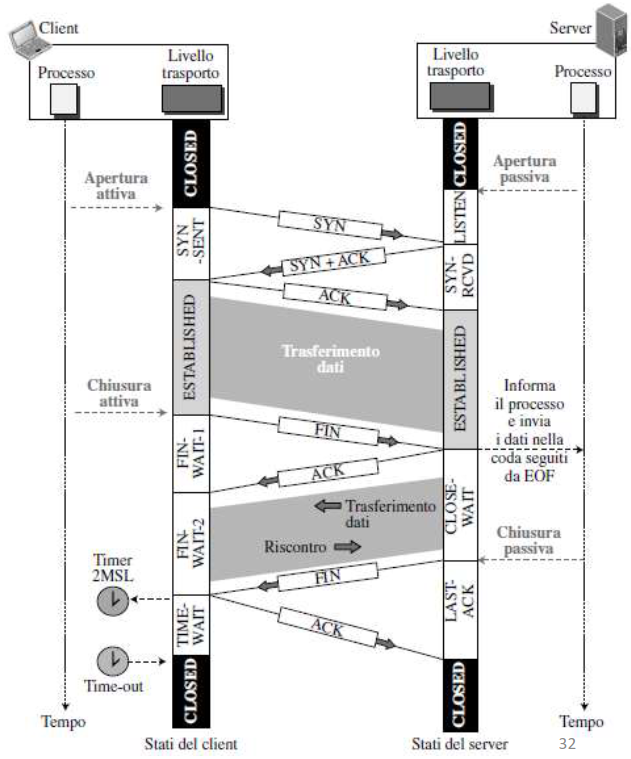 Client
Server
Livello
trasporto
Processo
Livello
trasporto
Processo
CLOSED
CLOSED
Apertura
attiva
Apertura
passiva
SYN
-SENT
SYN
LISTEN
SYN + ACK
SYN-
RCVD
ACK
ESTABLISHED
Trasferimento
dati
ESTABLISHED
Chiusura
attiva
Informa
il processo
e invia
i dati nella
coda seguiti
da EOF
FIN
FIN-
WAIT-1
ACK
CLOSE-
WAIT
Trasferimento
dati
FIN-
WAIT-2
Riscontro
Chiusura
passiva
Timer
2MSL
FIN
LAST-
ACK
TIME-
WAIT
ACK
CLOSED
CLOSED
Time-out
Tempo
Tempo
Stati del client
Stati del server
32